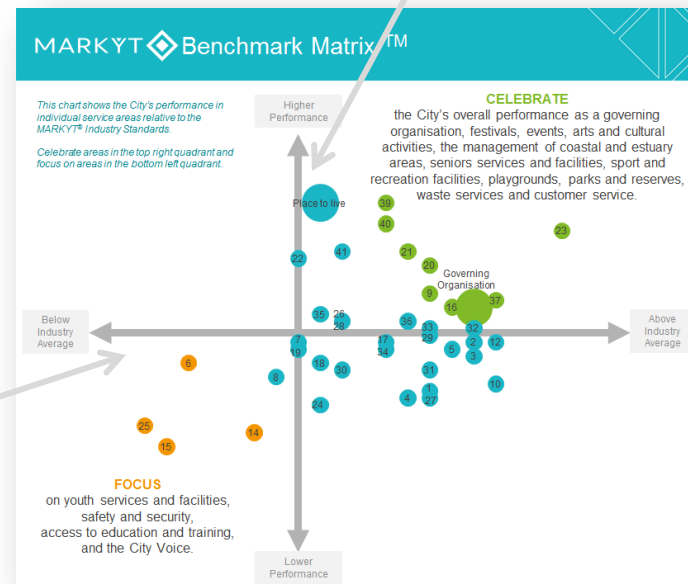 MARKYT Benchmark Matrix TM
This chart shows the City's performance in
individual service areas relative to the
MARKYT® Industry Standards.
Celebrate areas in the top right quadrant and
focus on areas in the bottom left quadrant.
Higher
Performance
CELEBRATE
the City's overall performance as a governing
organisation, festivals, events, arts and cultural
activities, the management of coastal and estuary
areas, seniors services and facilities, sport and
recreation facilities, playgrounds, parks and reserves,
waste services and customer service.
Place to live
39
40
23
22
41
21
20
Governing
Organisation
9
16
37
35
26
28
36
33
29
32
Below
Industry
Average
Above
Industry
Average
7
19
17
34
5
2
3
12
6
8
18
30
31
10
24
4
1
27
25
15
14
FOCUS
on youth services and facilities,
safety and security,
access to education and training,
and the City Voice.
Lower
Performance